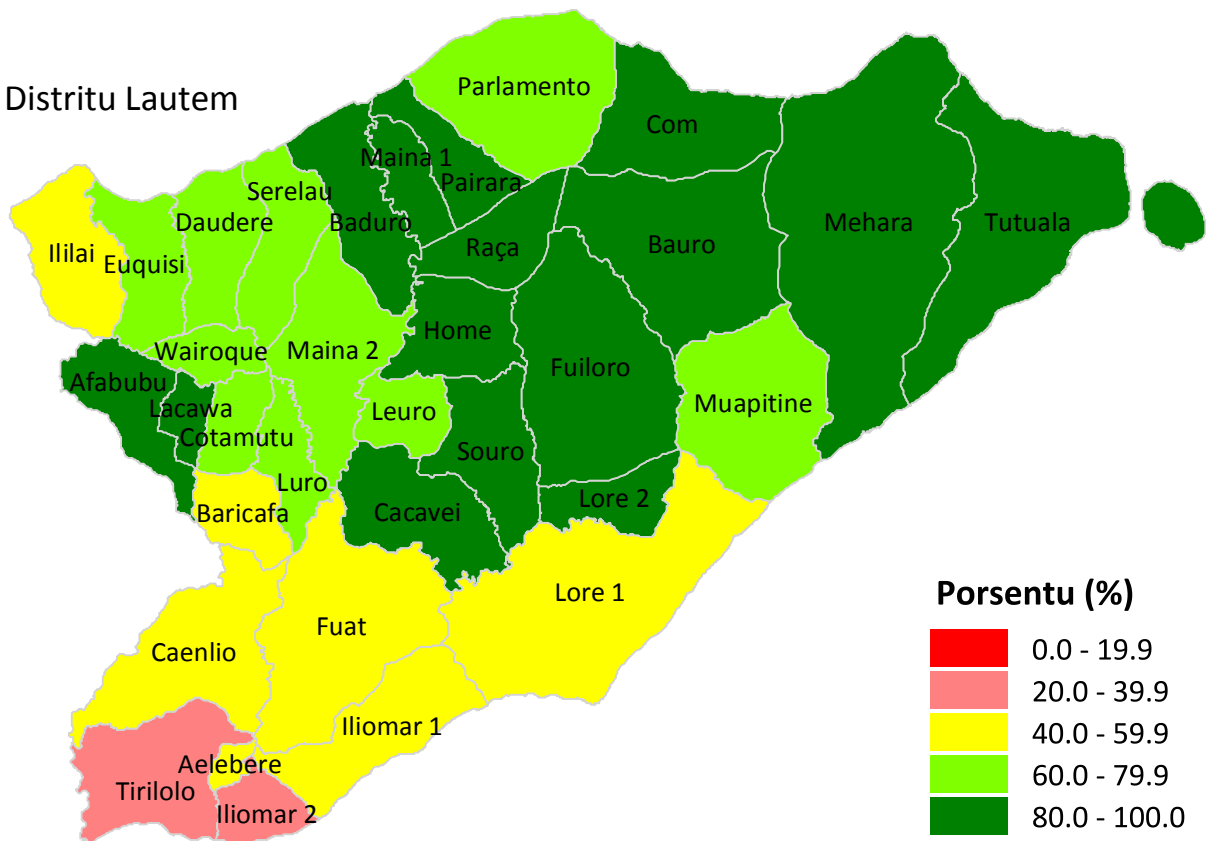 Distritu Lautem
Parlamento
Com
Maina 1
Pairara
Serelau
Daudere
Baduro
Mehara
Tutuala
Ililai
Euquisi
Raça
Bauro
Home
Wairoque
Maina 2
Fuiloro
Afabubu
Lacawa
Leuro
Muapitine
Cotamutu
Souro
Luro
Lore 2
Baricafa
Cacavei
Lore 1
Fuat
Caenlio
Iliomar 1
Aelebere
Tirilolo
Iliomar 2
Porsentu (%)
0.0 - 19.9
20.0 - 39.9
40.0 - 59.9
60.0 - 79.9
80.0 - 100.0